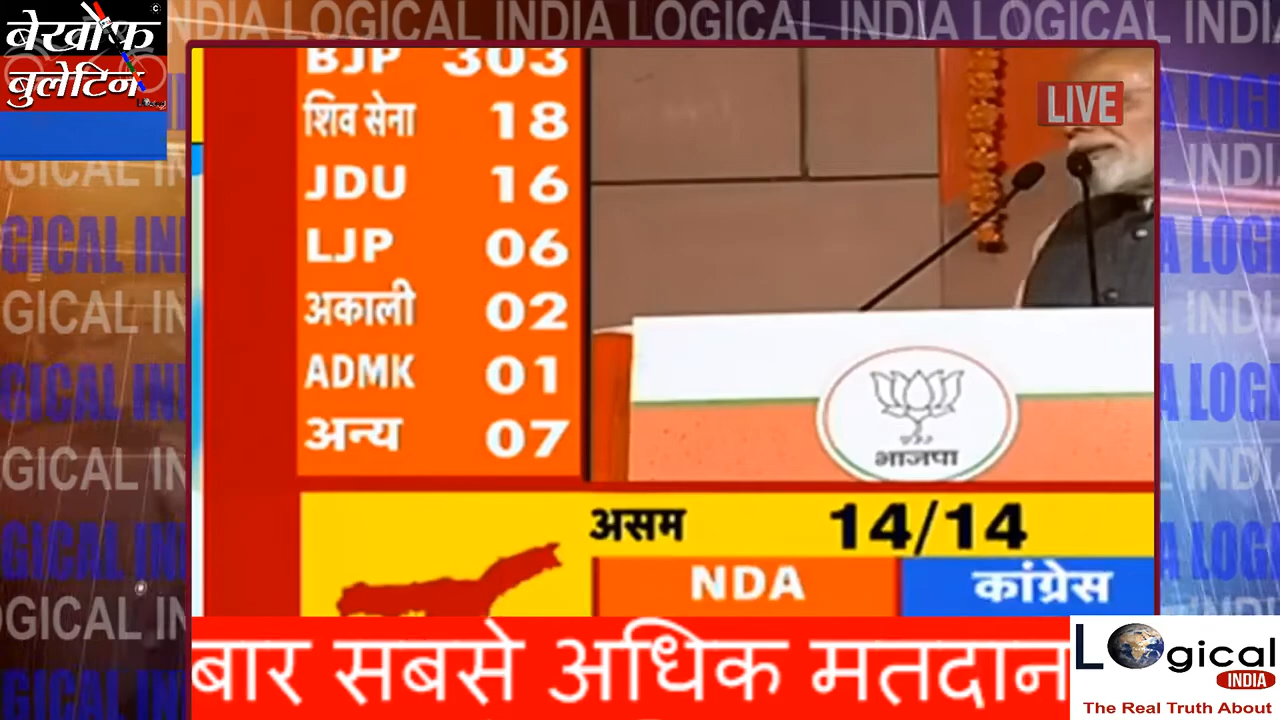 INDIA LOGICAL INDIA LOGICAL INDIA LOGICAL INDIA
बेखौफ
बुलेटिन
BJP 303
शिव सेना 18
JDU 16
LJP 06
अकाली 02
ADMK 01
अन्य 07
LIVE
भाजपा
असम 14/14
NDA कांग्रेस
बार सबसे अधिक मतदान
Logical
INDIA
The Real Truth About